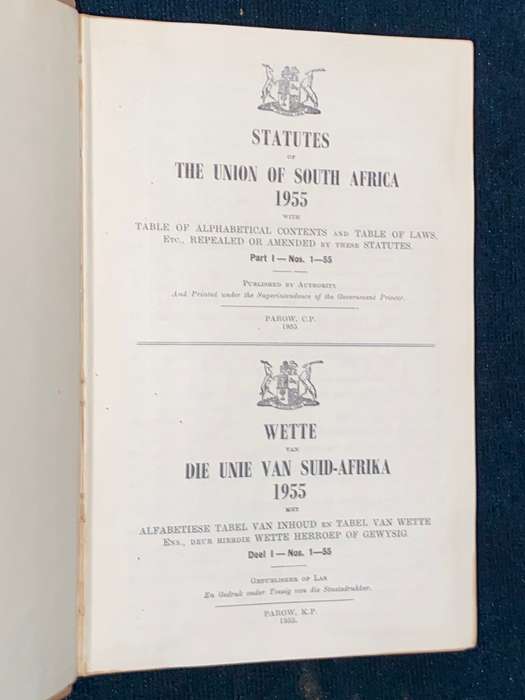 STATUTES
OF
THE UNION OF SOUTH AFRICA
1955
WITH
TABLE OF ALPHABETICAL CONTENTS AND TABLE OF LAWS,
ETC., REPEALED OR AMENDED BY THESE STATUTES.
Part I — Nos. 1—55
PUBLISHED BY AUTHORITY
And Printed under the Superintendence of the Government Printer.
PAROW, C.P.
1955
WETTE
VAN
DIE UNIE VAN SUID-AFRIKA
1955
MET
ALFABETIESE TABEL VAN INHOUD EN TABEL VAN WETTE
ENS., DEUR HIERDIE WETTE HERROEP OF GEWYSIG.
Deel I — Nos. 1—55
GEPUBLISEER OP LAS
En Gedruk onder Toesig van die Staatsdrukker.
PAROW, K.P.
1955.